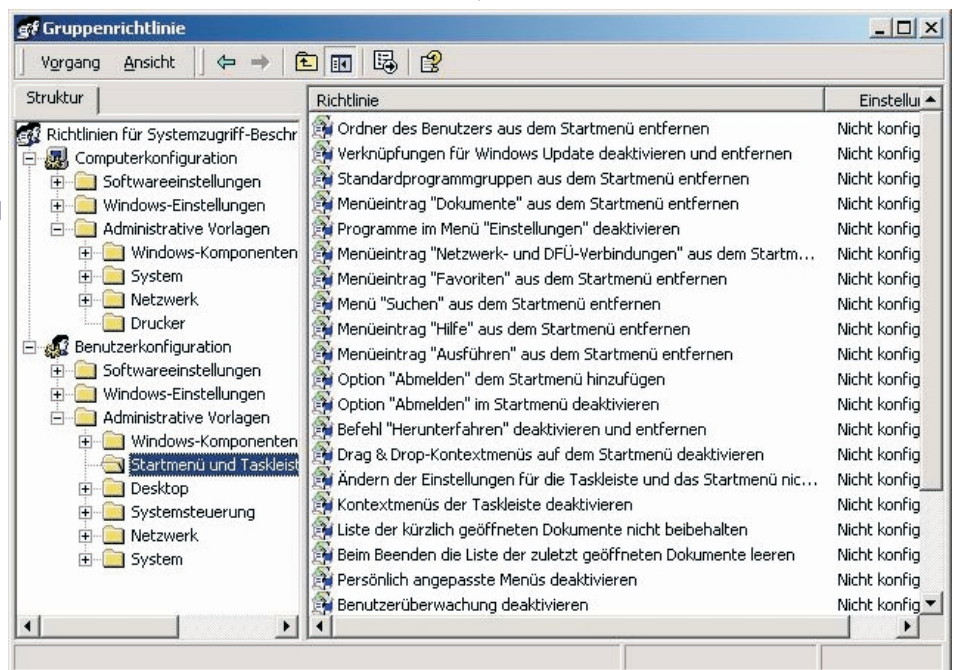 Gruppenrichtlinie
Vorgang Ansicht
Struktur
Richtlinien für Systemzugriff-Beschr
Computerkonfiguration
Softwareeinstellungen
Windows-Einstellungen
Administrative Vorlagen
Windows-Komponenten
System
Netzwerk
Drucker
Benutzerkonfiguration
Softwareeinstellungen
Windows-Einstellungen
Administrative Vorlagen
Windows-Komponenten
Startmenü und Taskleist
Desktop
Systemsteuerung
Netzwerk
System
Richtlinie Einstellu
Ordner des Benutzers aus dem Startmenü entfernen Nicht konfig
Verknüpfungen für Windows Update deaktivieren und entfernen Nicht konfig
Standardprogrammgruppen aus dem Startmenü entfernen Nicht konfig
Menüeintrag "Dokumente" aus dem Startmenü entfernen Nicht konfig
Programme im Menü "Einstellungen" deaktivieren Nicht konfig
Menüeintrag "Netzwerk- und DFÜ-Verbindungen" aus dem Startm... Nicht konfig
Menüeintrag "Favoriten" aus dem Startmenü entfernen Nicht konfig
Menü "Suchen" aus dem Startmenü entfernen Nicht konfig
Menüeintrag "Hilfe" aus dem Startmenü entfernen Nicht konfig
Menüeintrag "Ausführen" aus dem Startmenü entfernen Nicht konfig
Option "Abmelden" dem Startmenü hinzufügen Nicht konfig
Option "Abmelden" im Startmenü deaktivieren Nicht konfig
Befehl "Herunterfahren" deaktivieren und entfernen Nicht konfig
Drag & Drop-Kontextmenüs auf dem Startmenü deaktivieren Nicht konfig
Ändern der Einstellungen für die Taskleiste und das Startmenü nic... Nicht konfig
Kontextmenüs der Taskleiste deaktivieren Nicht konfig
Liste der kürzlich geöffneten Dokumente nicht beibehalten Nicht konfig
Beim Beenden die Liste der zuletzt geöffneten Dokumente leeren Nicht konfig
Persönlich angepasste Menüs deaktivieren Nicht konfig
Benutzerüberwachung deaktivieren Nicht konfig